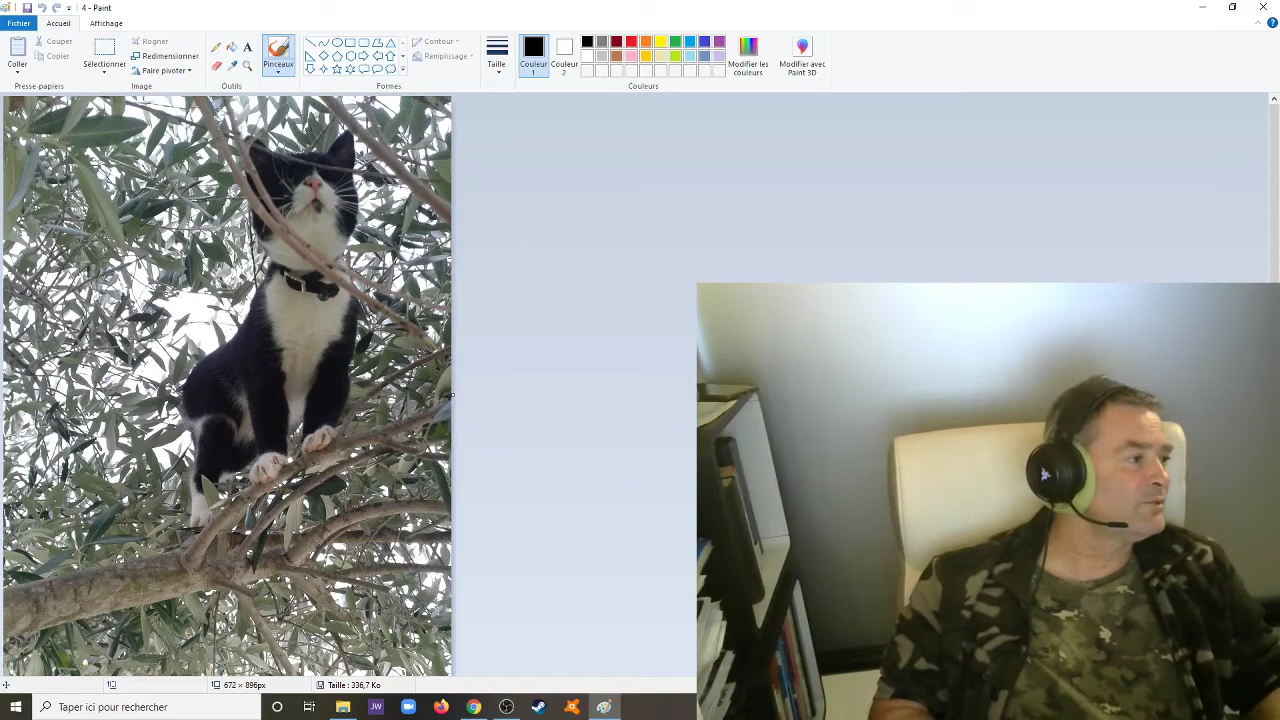 4 - Paint
Fichier Accueil Affichage
Coller
Couper
Copier
Presse-papiers
Sélectionner
Rogner
Redimensionner
Faire pivoter
Image
A
Outils
Pinceaux
Formes
Contour
Remplissage
Taille
Couleur 1
Couleur 2
Modifier les couleurs
Couleurs
Modifier avec Paint 3D
672 × 896px
Taille : 336,7 Ko
Taper ici pour rechercher
JW